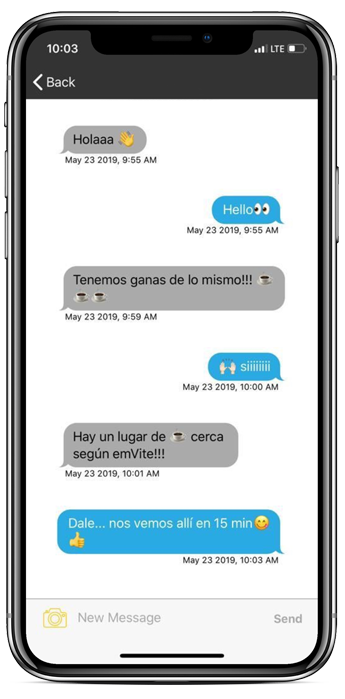 10:03
LTE
Back
Holaaa 👋
May 23 2019, 9:55 AM
Hello👀
May 23 2019, 9:55 AM
Tenemos ganas de lo mismo!!! ☕
☕☕
May 23 2019, 9:59 AM
🙌🏻 siiiiiiii
May 23 2019, 10:00 AM
Hay un lugar de ☕ cerca
según emVite!!!
May 23 2019, 10:01 AM
Dale... nos vemos allí en 15 min😋
👍
May 23 2019, 10:03 AM
New Message
Send